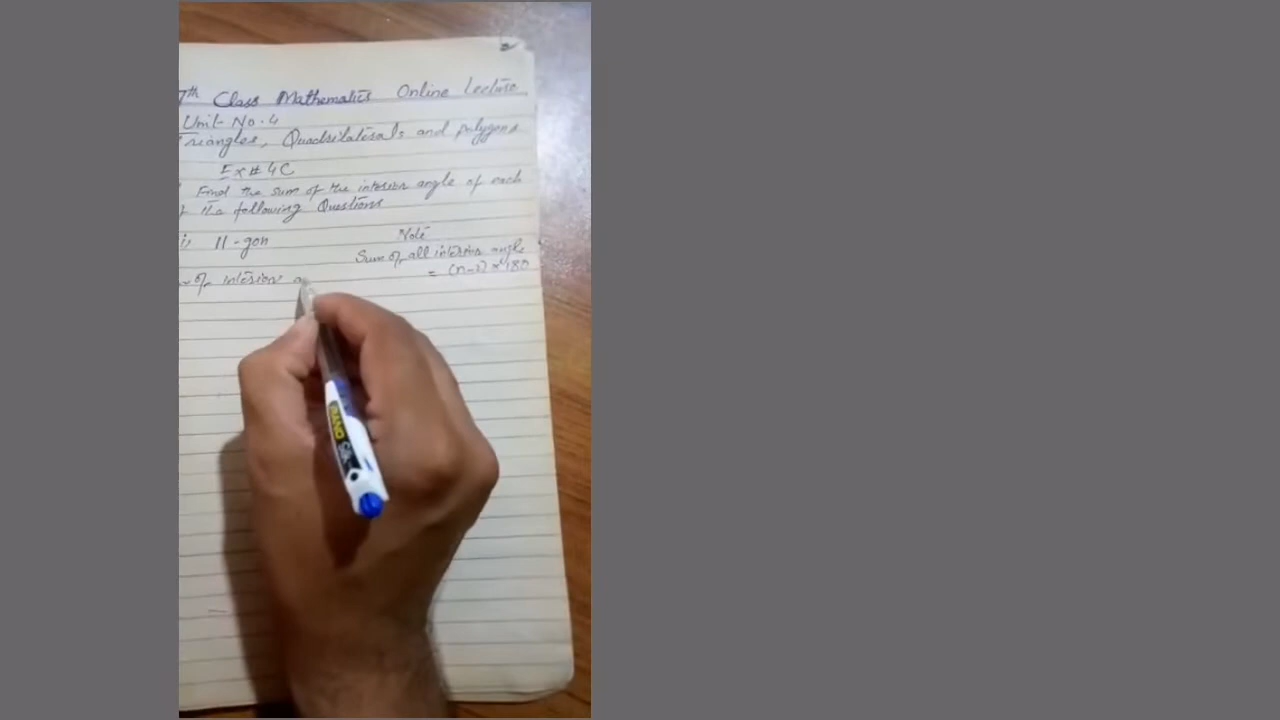 7th Class Mathematics Online Lecture
Unit No. 4
Triangles, Quadrilaterals and polygons
Ex # 4C
Find the sum of the interior angle of each
of the following Questions
i) 11-gon
Note
Sum of all interior angle
= (n-2) × 180
of interior a
PIANO